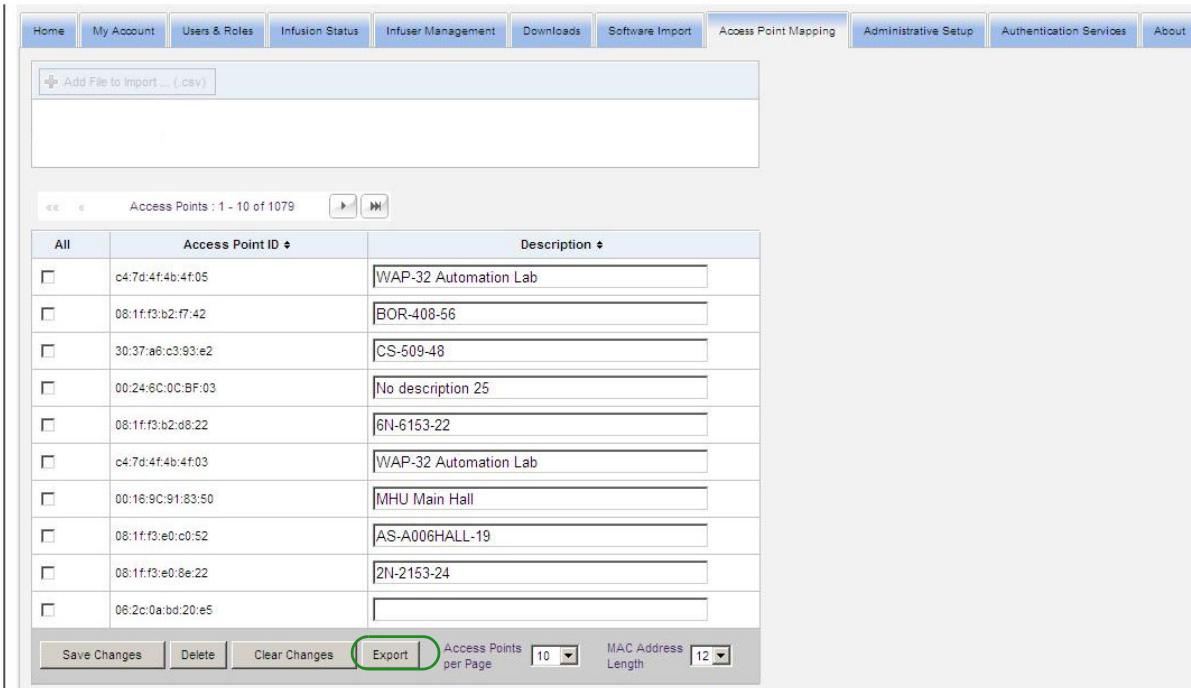 Home My Account Users & Roles Infusion Status Infuser Management Downloads Software Import Access Point Mapping Administrative Setup Authentication Services About
Add File to Import ... (.csv)
Access Points : 1 - 10 of 1079
All Access Point ID Description
c4:7d:4f:4b:4f:05 WAP-32 Automation Lab
08:1f:f3:b2:f7:42 BOR-408-56
30:37:a6:c3:93:e2 CS-509-48
00:24:6C:0C:BF:03 No description 25
08:1f:f3:b2:d8:22 6N-6153-22
c4:7d:4f:4b:4f:03 WAP-32 Automation Lab
00:16:9C:91:83:50 MHU Main Hall
08:1f:f3:e0:c0:52 AS-A006HALL-19
08:1f:f3:e0:8e:22 2N-2153-24
06:2c:0a:bd:20:e5
Save Changes Delete Clear Changes Export Access Points per Page 10 MAC Address Length 12